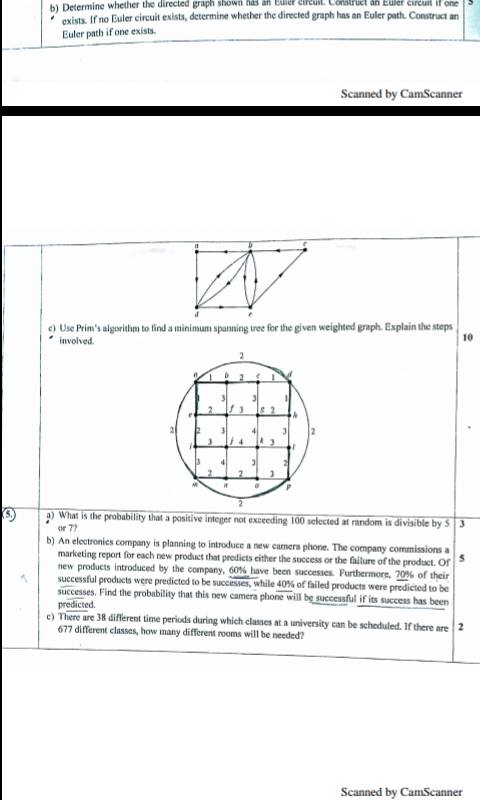 b) Determine whether the directed graph shown has an Euler circuit. Construct an Euler circuit if one 5
exists. If no Euler circuit exists, determine whether the directed graph has an Euler path. Construct an
Euler path if one exists.
Scanned by CamScanner
a b c
d e
c) Use Prim's algorithm to find a minimum spanning tree for the given weighted graph. Explain the steps
involved.
10
2
a 1 b 2 c 1 d
1 3 3 1
e 2 f 3 g 2 h
2 2 3 4 3 2
i 3 j 4 k 3 l
3 4 3 2
2 2 3
m n o p
2
(5.) a) What is the probability that a positive integer not exceeding 100 selected at random is divisible by 5 3
or 7?
b) An electronics company is planning to introduce a new camera phone. The company commissions a
marketing report for each new product that predicts either the success or the failure of the product. Of 5
new products introduced by the company, 60% have been successes. Furthermore, 70% of their
successful products were predicted to be successes, while 40% of failed products were predicted to be
successes. Find the probability that this new camera phone will be successful if its success has been
predicted.
c) There are 38 different time periods during which classes at a university can be scheduled. If there are 2
677 different classes, how many different rooms will be needed?
Scanned by CamScanner